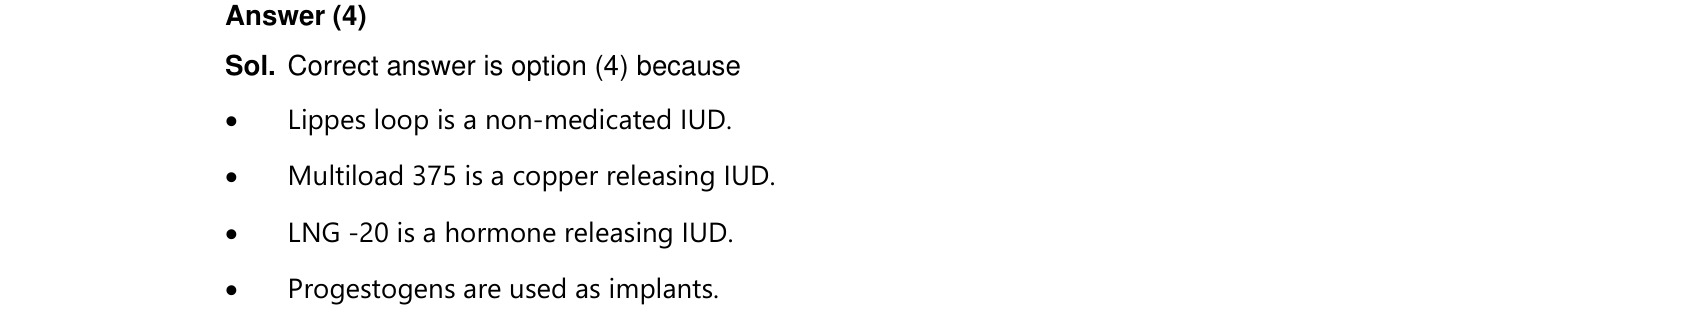 Answer (4)
Sol. Correct answer is option (4) because
• Lippes loop is a non-medicated IUD.
• Multiload 375 is a copper releasing IUD.
• LNG -20 is a hormone releasing IUD.
• Progestogens are used as implants.